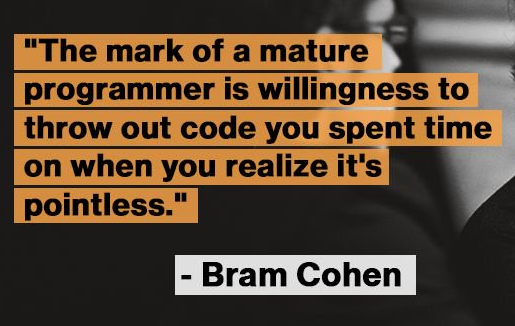 "The mark of a mature
programmer is willingness to
throw out code you spent time
on when you realize it's
pointless."
- Bram Cohen